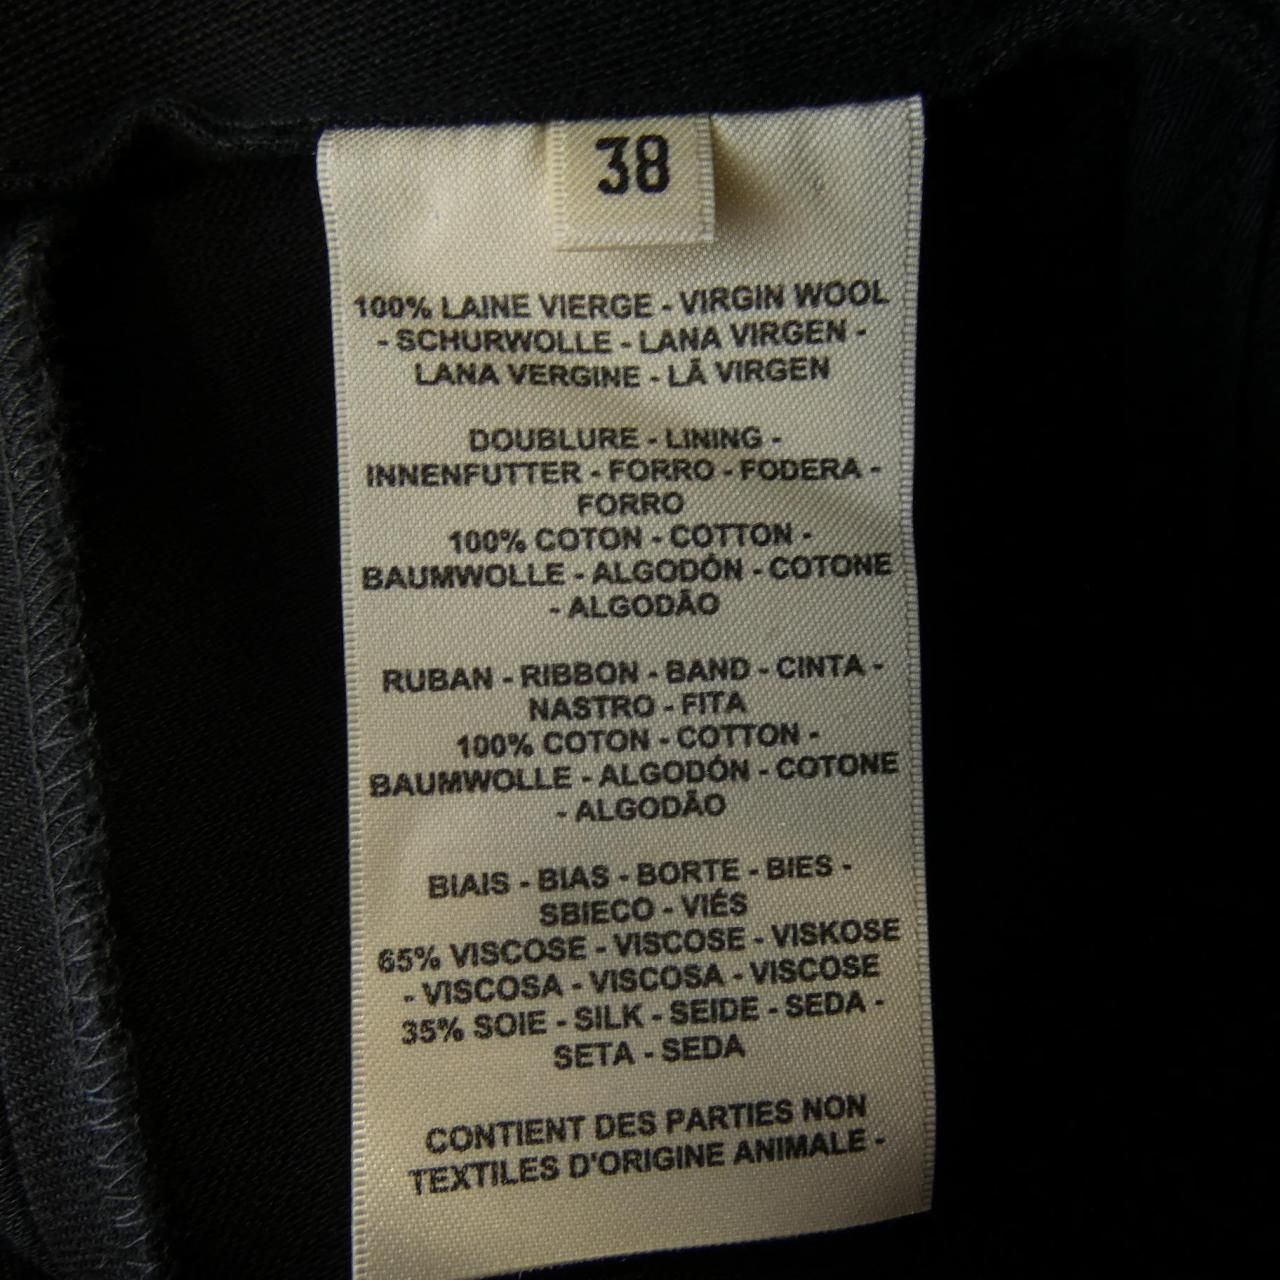 38
100% LAINE VIERGE - VIRGIN WOOL
- SCHURWOLLE - LANA VIRGEN -
LANA VERGINE - LÃ VIRGEN
DOUBLURE - LINING -
INNENFUTTER - FORRO - FODERA -
FORRO
100% COTON - COTTON -
BAUMWOLLE - ALGODÓN - COTONE
- ALGODÃO
RUBAN - RIBBON - BAND - CINTA -
NASTRO - FITA
100% COTON - COTTON -
BAUMWOLLE - ALGODÓN - COTONE
- ALGODÃO
BIAIS - BIAS - BORTE - BIES -
SBIECO - VIÉS
65% VISCOSE - VISCOSE - VISKOSE
- VISCOSA - VISCOSA - VISCOSE
35% SOIE - SILK - SEIDE - SEDA -
SETA - SEDA
CONTIENT DES PARTIES NON
TEXTILES D'ORIGINE ANIMALE -